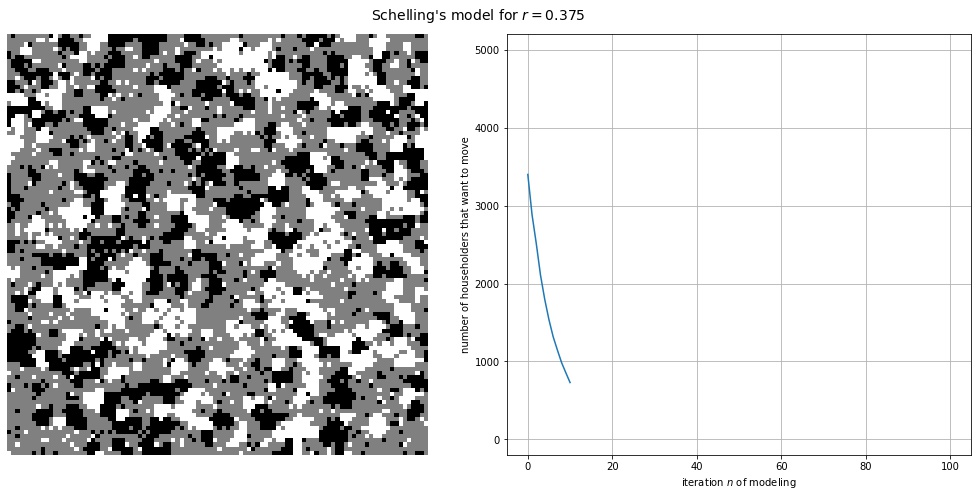 Schelling's model for r = 0.375
number of householders that want to move
5000
4000
3000
2000
1000
0
0 20 40 60 80 100
iteration n of modeling